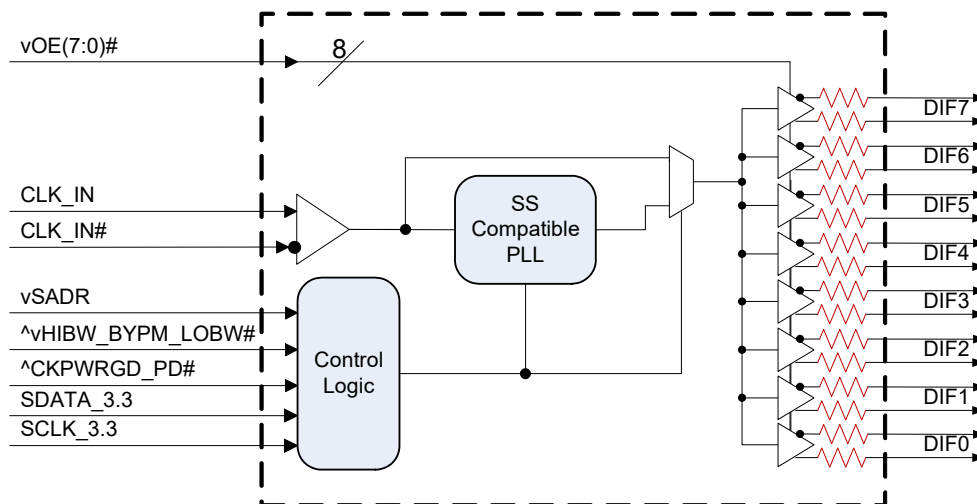 vOE(7:0)#
8
DIF7
DIF6
CLK_IN
SS
Compatible
PLL
DIF5
CLK_IN#
DIF4
vSADR
DIF3
^vHIBW_BYPM_LOBW#
Control
Logic
DIF2
^CKPWRGD_PD#
SDATA_3.3
DIF1
SCLK_3.3
DIF0